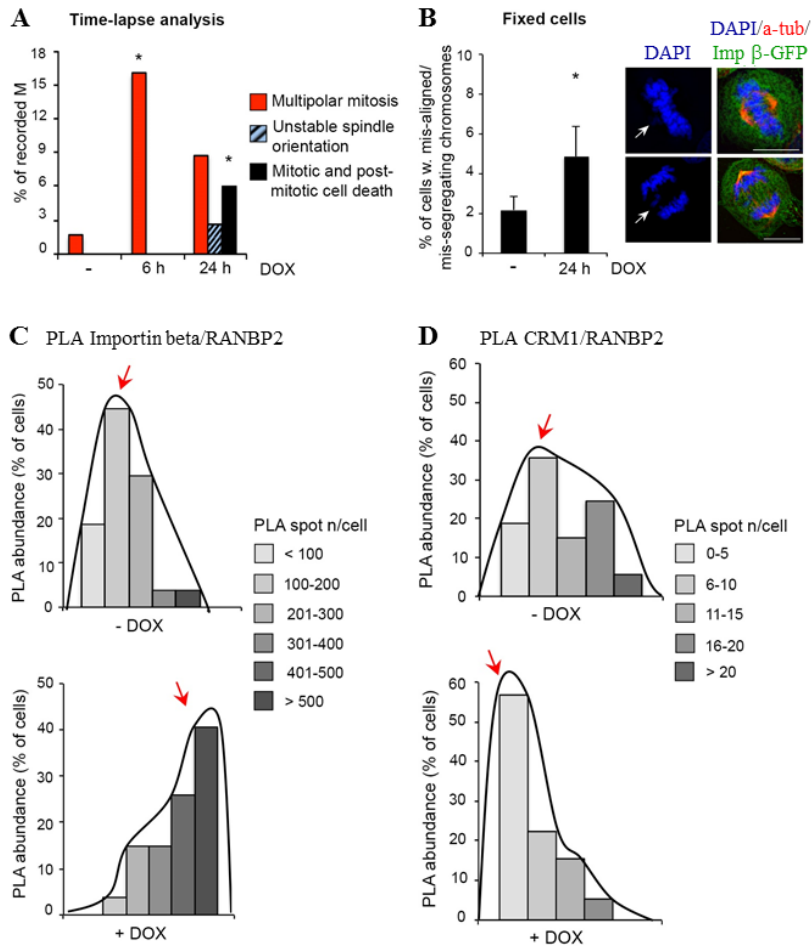 A
Time-lapse analysis
% of recorded M
18
15
12
9
6
3
0
*
*
-
6 h
24 h
DOX
Multipolar mitosis
Unstable spindle
orientation
Mitotic and post-
mitotic cell death
B
Fixed cells
% of cells w. mis-aligned/
mis-segregating chromosomes
10
8
6
4
2
0
*
-
24 h
DOX
DAPI
DAPI/a-tub/
Imp β-GFP
C
PLA Importin beta/RANBP2
PLA abundance (% of cells)
50
40
30
20
10
0
- DOX
PLA spot n/cell
< 100
100-200
201-300
301-400
401-500
> 500
PLA abundance (% of cells)
50
40
30
20
10
0
+ DOX
D
PLA CRM1/RANBP2
PLA abundance (% of cells)
60
50
40
30
20
10
0
- DOX
PLA spot n/cell
0-5
6-10
11-15
16-20
> 20
PLA abundance (% of cells)
60
50
40
30
20
10
0
+ DOX